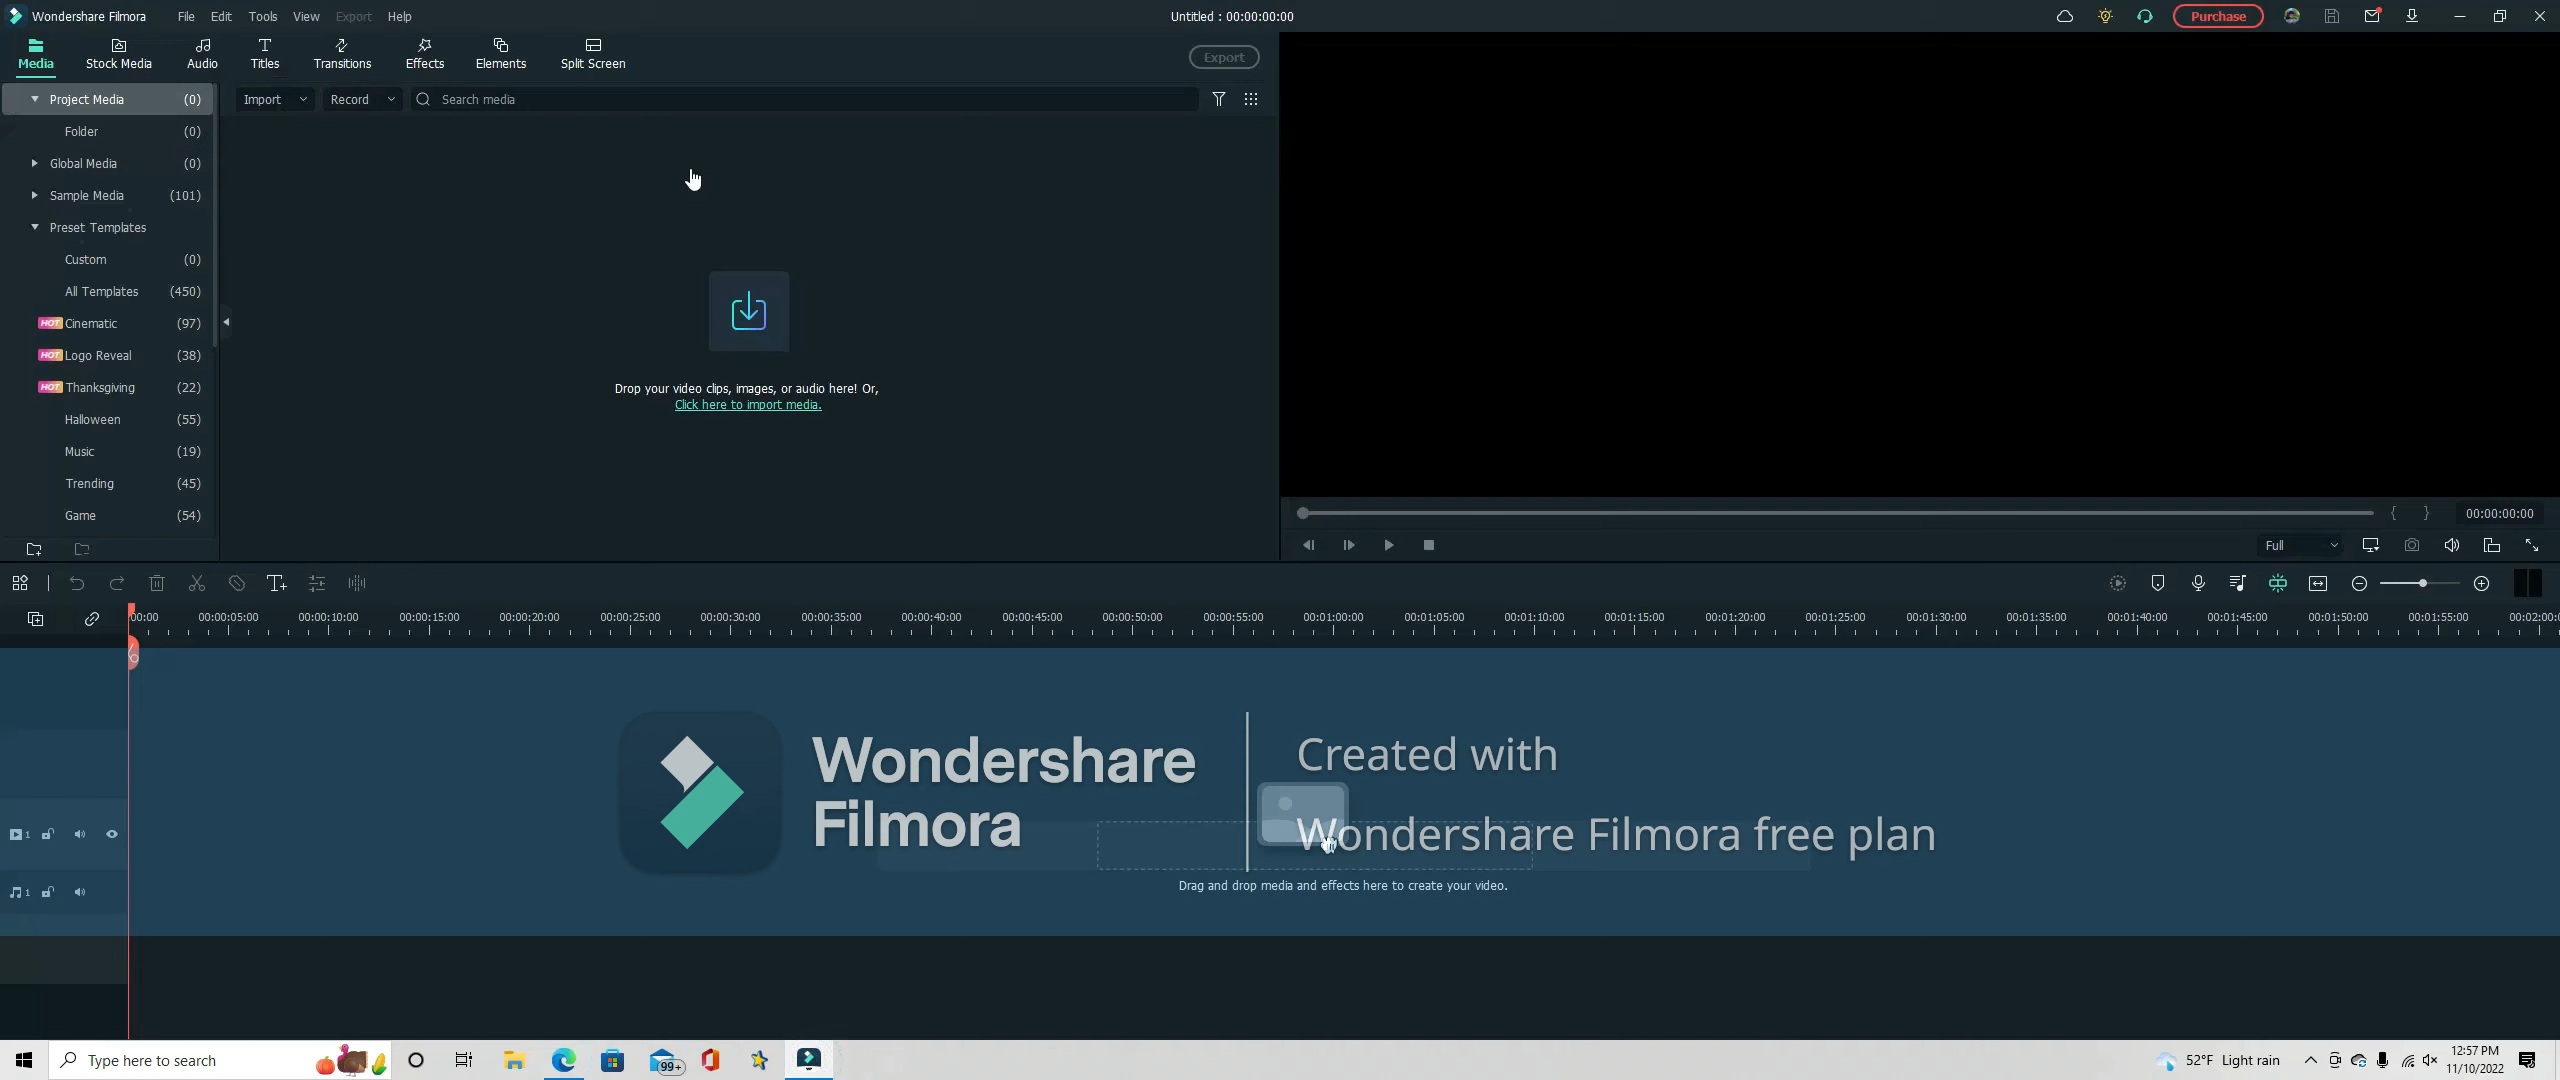 Wondershare Filmora File Edit Tools View Export Help Untitled : 00:00:00:00 Purchase
Media Stock Media Audio Titles Transitions Effects Elements Split Screen Export
Project Media (0) Import Record Search media
Folder (0)
Global Media (0)
Sample Media (101)
Preset Templates
Custom (0)
All Templates (450)
HOT Cinematic (97)
HOT Logo Reveal (38)
HOT Thanksgiving (22)
Halloween (55)
Music (19)
Trending (45)
Game (54)
Drop your video clips, images, or audio here! Or,
Click here to import media.
{ } 00:00:00:00
Full
00:00 00:00:05:00 00:00:10:00 00:00:15:00 00:00:20:00 00:00:25:00 00:00:30:00 00:00:35:00 00:00:40:00 00:00:45:00 00:00:50:00 00:00:55:00 00:01:00:00 00:01:05:00 00:01:10:00 00:01:15:00 00:01:20:00 00:01:25:00 00:01:30:00 00:01:35:00 00:01:40:00 00:01:45:00 00:01:50:00 00:01:55:00 00:02:00:
Wondershare
Filmora
Created with
Wondershare Filmora free plan
1
1
Drag and drop media and effects here to create your video.
Type here to search 99+ 52°F Light rain 12:57 PM
11/10/2022